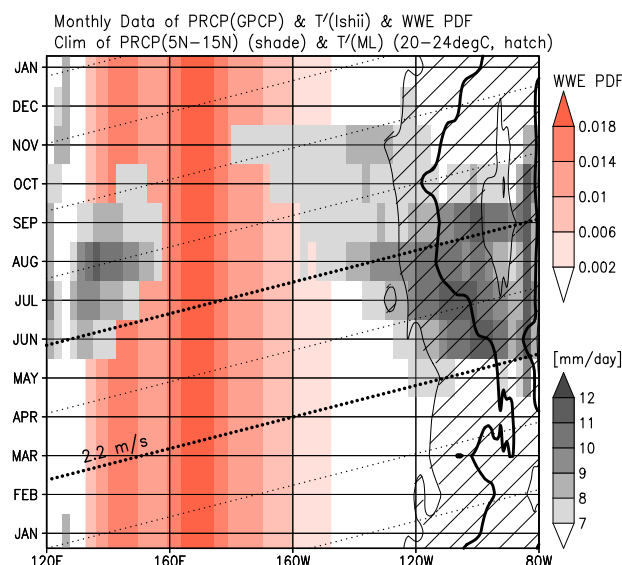 Monthly Data of PRCP(GPCP) & T'(Ishii) & WWE PDF
Clim of PRCP(5N−15N) (shade) & T'(ML) (20−24degC, hatch)
JAN
DEC
NOV
OCT
SEP
AUG
JUL
JUN
MAY
APR
MAR
FEB
JAN
2.2 m/s
120E
160E
160W
120W
80W
WWE PDF
0.018
0.014
0.01
0.006
0.002
[mm/day]
12
11
10
9
8
7